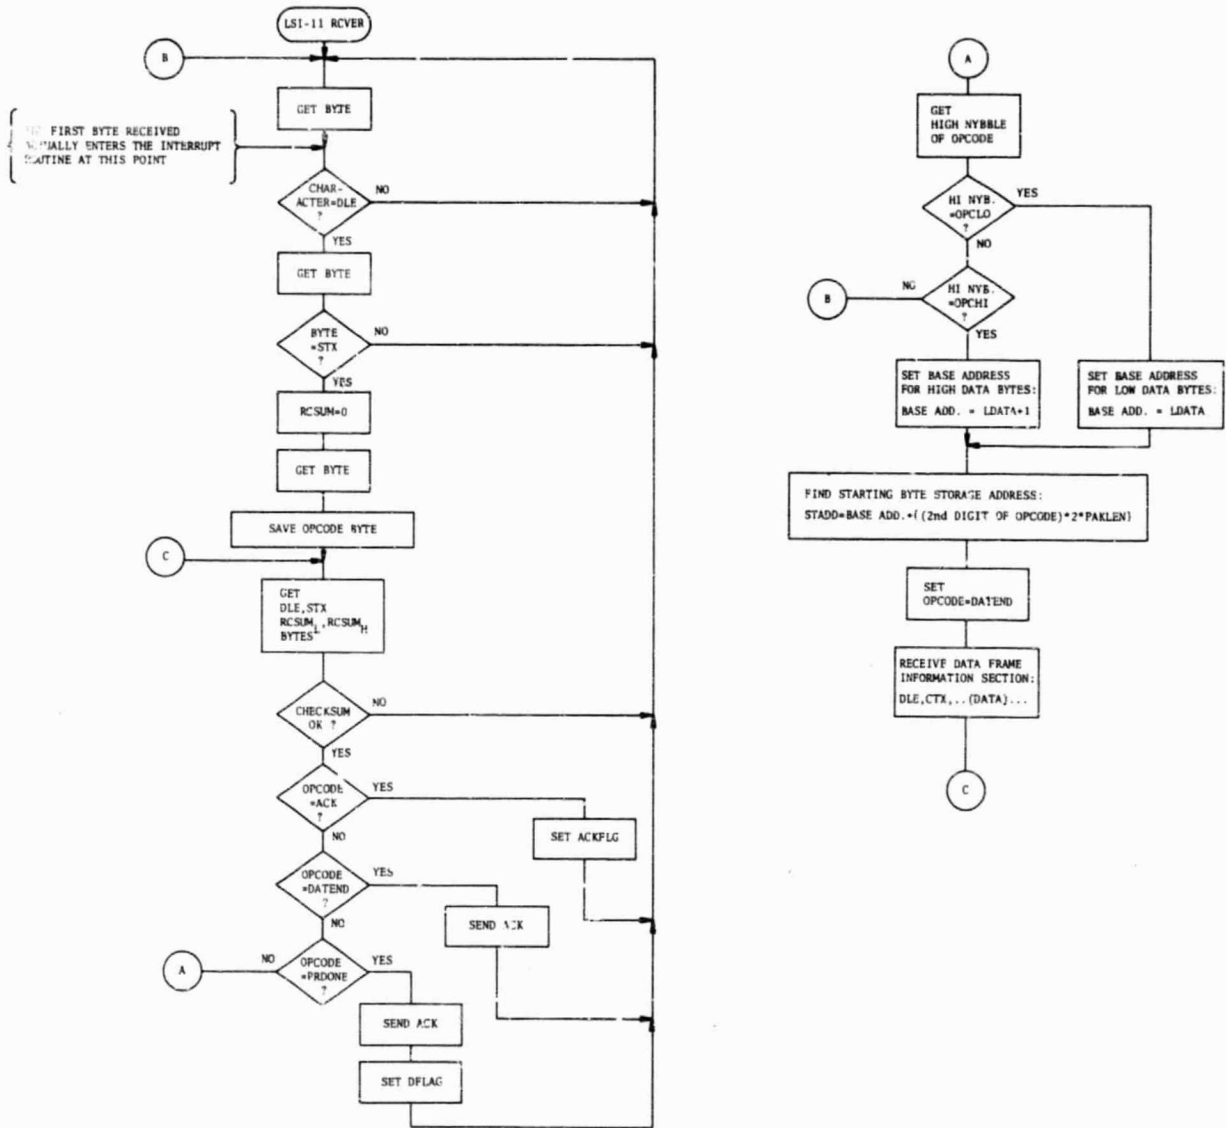 LSI-11 RCVER
B
GET BYTE
FIRST BYTE RECEIVED
ENTERS THE INTERRUPT
ROUTINE AT THIS POINT
CHAR-
ACTER=DLE
?
NO
YES
GET BYTE
BYTE
=STX
?
NO
YES
RCSUM=0
GET BYTE
SAVE OPCODE BYTE
C
GET
DLE,STX
RCSUM L,RCSUM H
BYTES
CHECKSUM
OK ?
NO
YES
OPCODE
=ACK
?
YES
NO
SET ACKFLG
OPCODE
=DATEND
?
YES
NO
SEND ACK
OPCODE
=PRDONE
?
NO
YES
A
SEND ACK
SET DFLAG
A
GET
HIGH NYBBLE
OF OPCODE
HI NYB.
=OPCLO
?
YES
NO
HI NYB.
=OPCHI
?
NO
B
YES
SET BASE ADDRESS
FOR HIGH DATA BYTES:
BASE ADD. = LDATA+1
SET BASE ADDRESS
FOR LOW DATA BYTES:
BASE ADD. = LDATA
FIND STARTING BYTE STORAGE ADDRESS:
STADD=BASE ADD.+{(2nd DIGIT OF OPCODE)*2*PAKLEN}
SET
OPCODE=DATEND
RECEIVE DATA FRAME
INFORMATION SECTION:
DLE,CTX,..(DATA)...
C